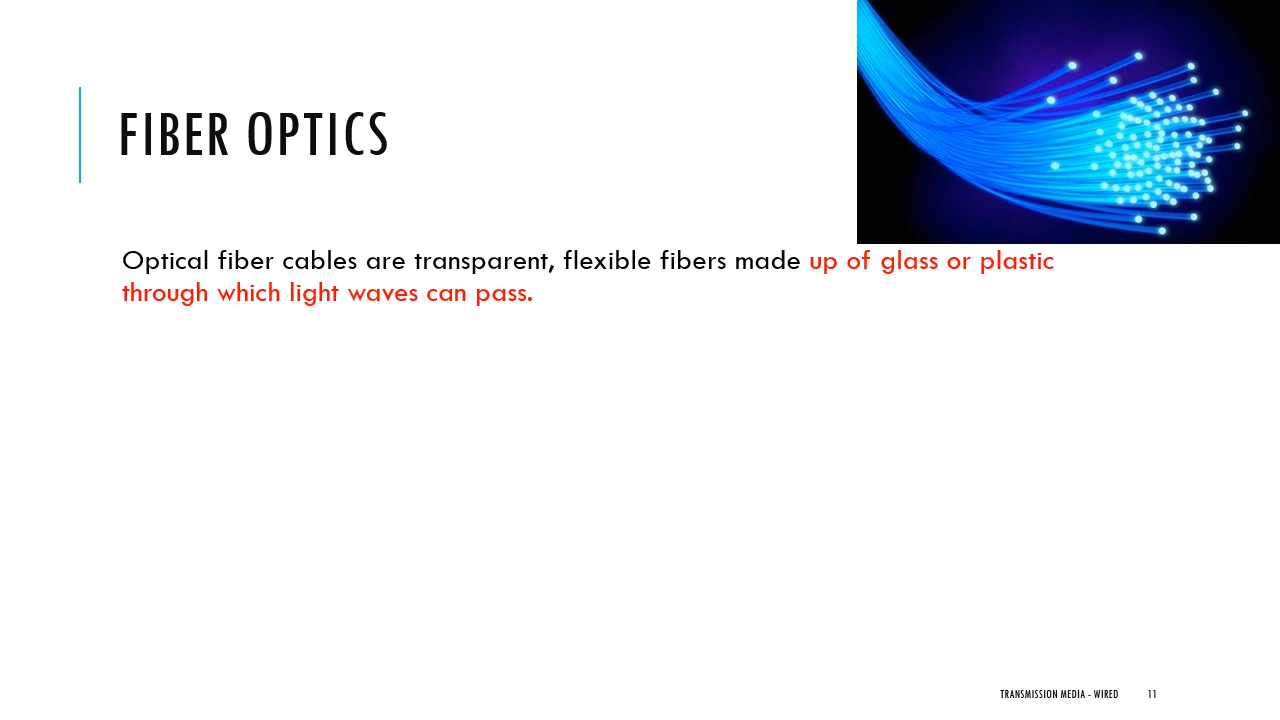 FIBER OPTICS
Optical fiber cables are transparent, flexible fibers made up of glass or plastic
through which light waves can pass.
TRANSMISSION MEDIA - WIRED 11